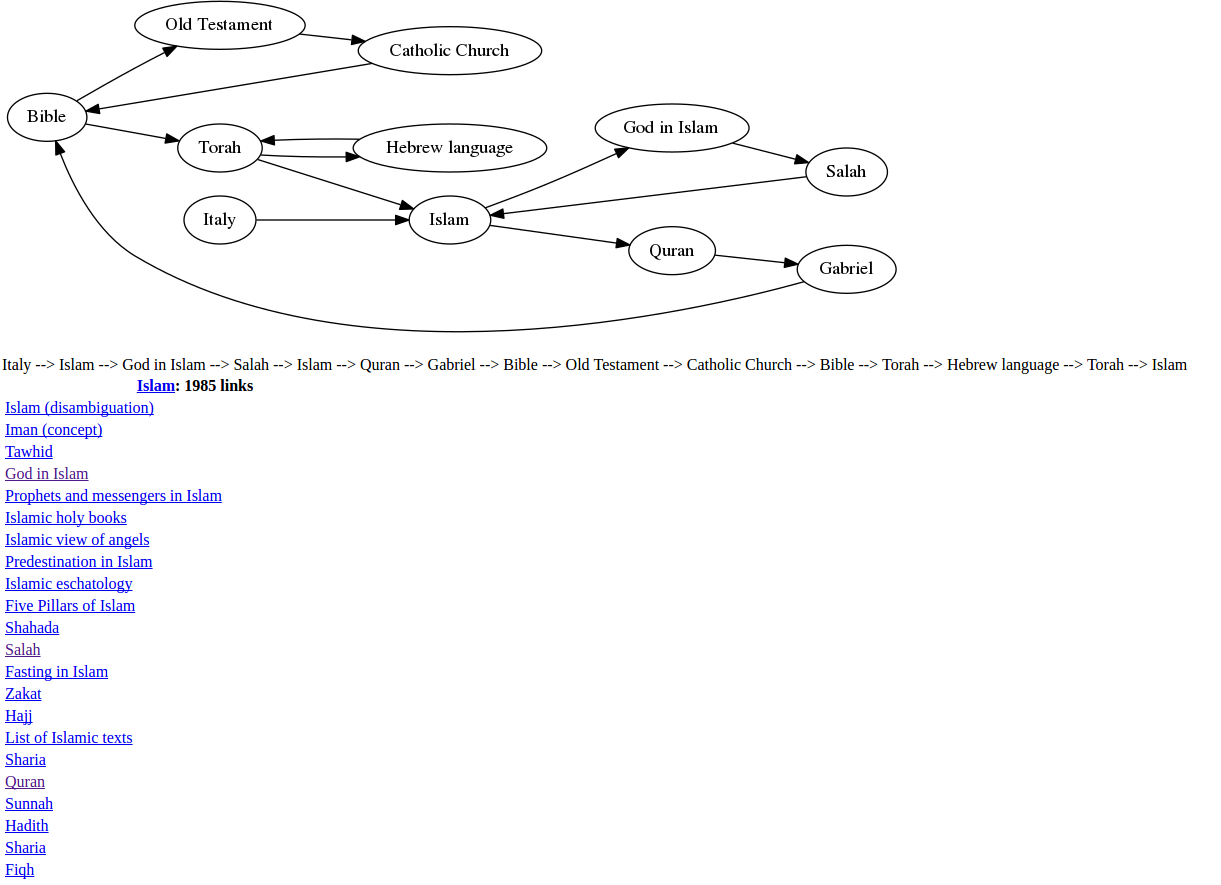 Old Testament
Catholic Church
Bible
God in Islam
Torah
Hebrew language
Salah
Italy
Islam
Quran
Gabriel
Italy --> Islam --> God in Islam --> Salah --> Islam --> Quran --> Gabriel --> Bible --> Old Testament --> Catholic Church --> Bible --> Torah --> Hebrew language --> Torah --> Islam
Islam: 1985 links
Islam (disambiguation)
Iman (concept)
Tawhid
God in Islam
Prophets and messengers in Islam
Islamic holy books
Islamic view of angels
Predestination in Islam
Islamic eschatology
Five Pillars of Islam
Shahada
Salah
Fasting in Islam
Zakat
Hajj
List of Islamic texts
Sharia
Quran
Sunnah
Hadith
Sharia
Fiqh